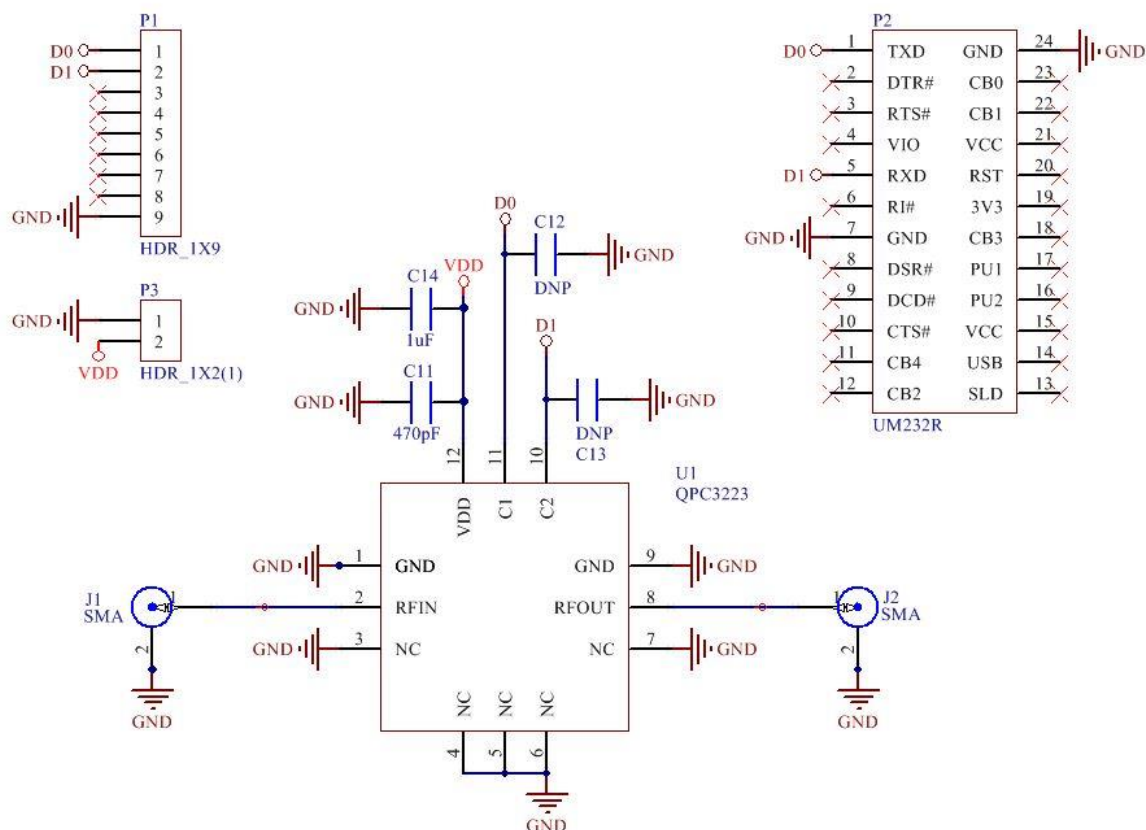 P1
D0 1
D1 2
3
4
5
6
7
8
GND 9
HDR_1X9
P3
GND 1
2
VDD
HDR_1X2(1)
P2
D0 1 TXD GND 24 GND
2 DTR# CB0 23
3 RTS# CB1 22
4 VIO VCC 21
D1 5 RXD RST 20
6 RI# 3V3 19
GND 7 GND CB3 18
8 DSR# PU1 17
9 DCD# PU2 16
10 CTS# VCC 15
11 CB4 USB 14
12 CB2 SLD 13
UM232R
D0
C12
GND
DNP
VDD
C14
GND
1uF
D1
C11
GND
470pF
GND
DNP
C13
12 11 10
U1
QPC3223
VDD C1 C2
GND 1 GND GND 9 GND
J1
SMA
1 2 RFIN RFOUT 8 1
J2
SMA
2 GND 3 NC NC 7 GND 2
GND
GND
NC NC NC
4 5 6
GND